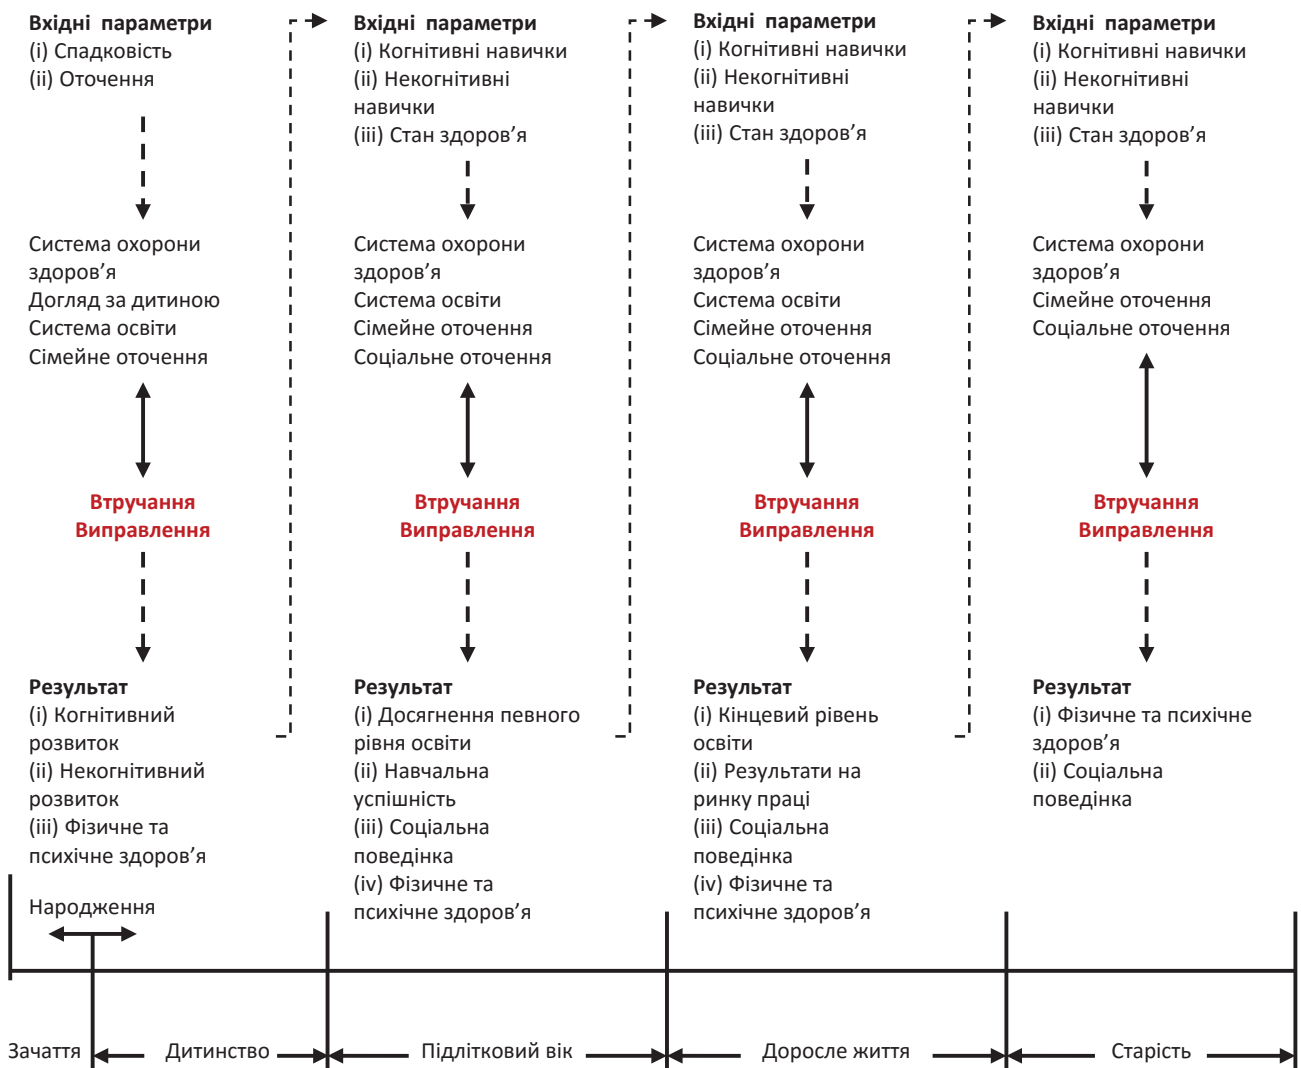 Вхідні параметри
(i) Спадковість
(ii) Оточення
Система охорони
здоров’я
Догляд за дитиною
Система освіти
Сімейне оточення
Втручання
Виправлення
Результат
(i) Когнітивний
розвиток
(ii) Некогнітивний
розвиток
(iii) Фізичне та
психічне здоров’я
Вхідні параметри
(i) Когнітивні навички
(ii) Некогнітивні
навички
(iii) Стан здоров’я
Система охорони
здоров’я
Система освіти
Сімейне оточення
Соціальне оточення
Втручання
Виправлення
Результат
(i) Досягнення певного
рівня освіти
(ii) Навчальна
успішність
(iii) Соціальна
поведінка
(iv) Фізичне та
психічне здоров’я
Вхідні параметри
(i) Когнітивні навички
(ii) Некогнітивні
навички
(iii) Стан здоров’я
Система охорони
здоров’я
Система освіти
Сімейне оточення
Соціальне оточення
Втручання
Виправлення
Результат
(i) Кінцевий рівень
освіти
(ii) Результати на
ринку праці
(iii) Соціальна
поведінка
(iv) Фізичне та
психічне здоров’я
Вхідні параметри
(i) Когнітивні навички
(ii) Некогнітивні
навички
(iii) Стан здоров’я
Система охорони
здоров’я
Сімейне оточення
Соціальне оточення
Втручання
Виправлення
Результат
(i) Фізичне та психічне
здоров’я
(ii) Соціальна
поведінка
Народження
Зачаття
Дитинство
Підлітковий вік
Доросле життя
Старість